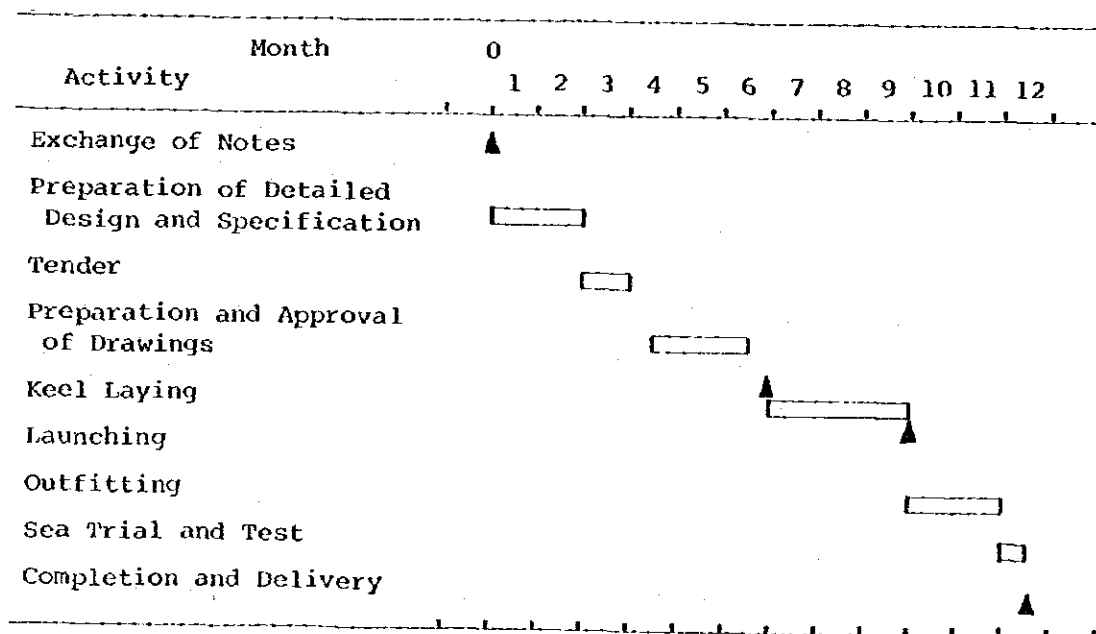 Month 0
Activity 1 2 3 4 5 6 7 8 9 10 11 12
Exchange of Notes
Preparation of Detailed
Design and Specification
Tender
Preparation and Approval
of Drawings
Keel Laying
Launching
Outfitting
Sea Trial and Test
Completion and Delivery